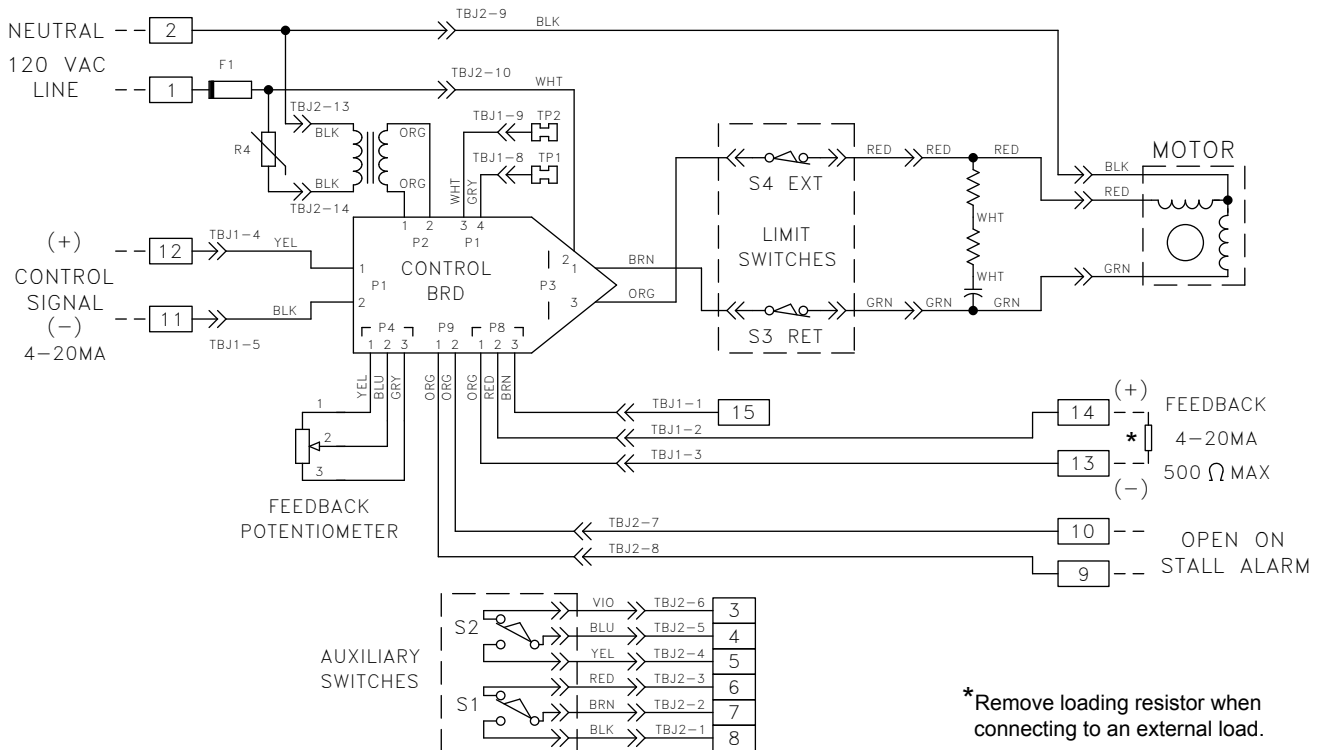 NEUTRAL 2 TBJ2-9 BLK
120 VAC
LINE 1 F1 TBJ2-10 WHT
TBJ2-13
BLK ORG
R4
BLK ORG
TBJ2-14
TBJ1-9 TP2
TBJ1-8 TP1
WHT GRY
1 2 3 4
P2 P1
(+)
CONTROL
SIGNAL
(-)
4-20MA
12 TBJ1-4 YEL 1
P1
11 TBJ1-5 BLK 2
CONTROL
BRD
2 1
P3
3
BRN
ORG
S4 EXT
LIMIT
SWITCHES
S3 RET
RED RED RED
WHT
WHT
GRN GRN GRN
MOTOR
BLK
RED
GRN
P4 P9 P8
1 2 3 1 2 1 2 3
YEL BLU GRY ORG ORG ORG RED BRN
1
2
3
FEEDBACK
POTENTIOMETER
TBJ1-1 15
TBJ1-2 14 (+)
TBJ1-3 13 (-)
*
FEEDBACK
4-20MA
500 Ω MAX
TBJ2-7 10
TBJ2-8 9
OPEN ON
STALL ALARM
AUXILIARY
SWITCHES
S2
VIO TBJ2-6 3
BLU TBJ2-5 4
YEL TBJ2-4 5
S1
RED TBJ2-3 6
BRN TBJ2-2 7
BLK TBJ2-1 8
*Remove loading resistor when
connecting to an external load.